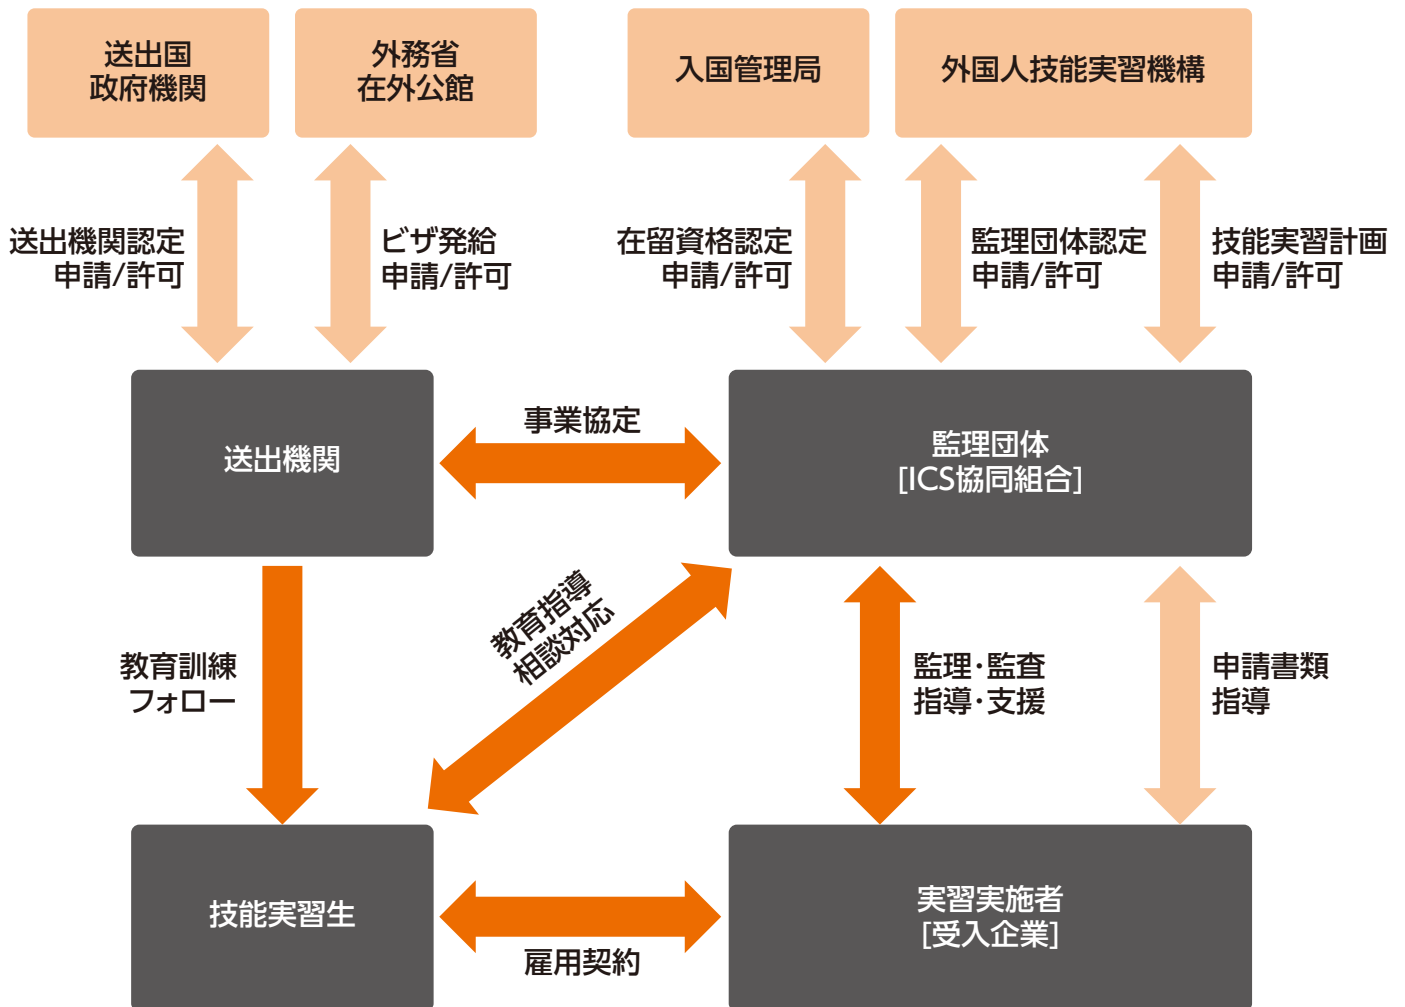 送出国
政府機関
外務省
在外公館
入国管理局
外国人技能実習機構
送出機関認定
申請/許可
ビザ発給
申請/許可
在留資格認定
申請/許可
監理団体認定
申請/許可
技能実習計画
申請/許可
送出機関
事業協定
監理団体
[ICS協同組合]
教育訓練
フォロー
教育指導
相談対応
監理・監査
指導・支援
申請書類
指導
技能実習生
雇用契約
実習実施者
[受入企業]